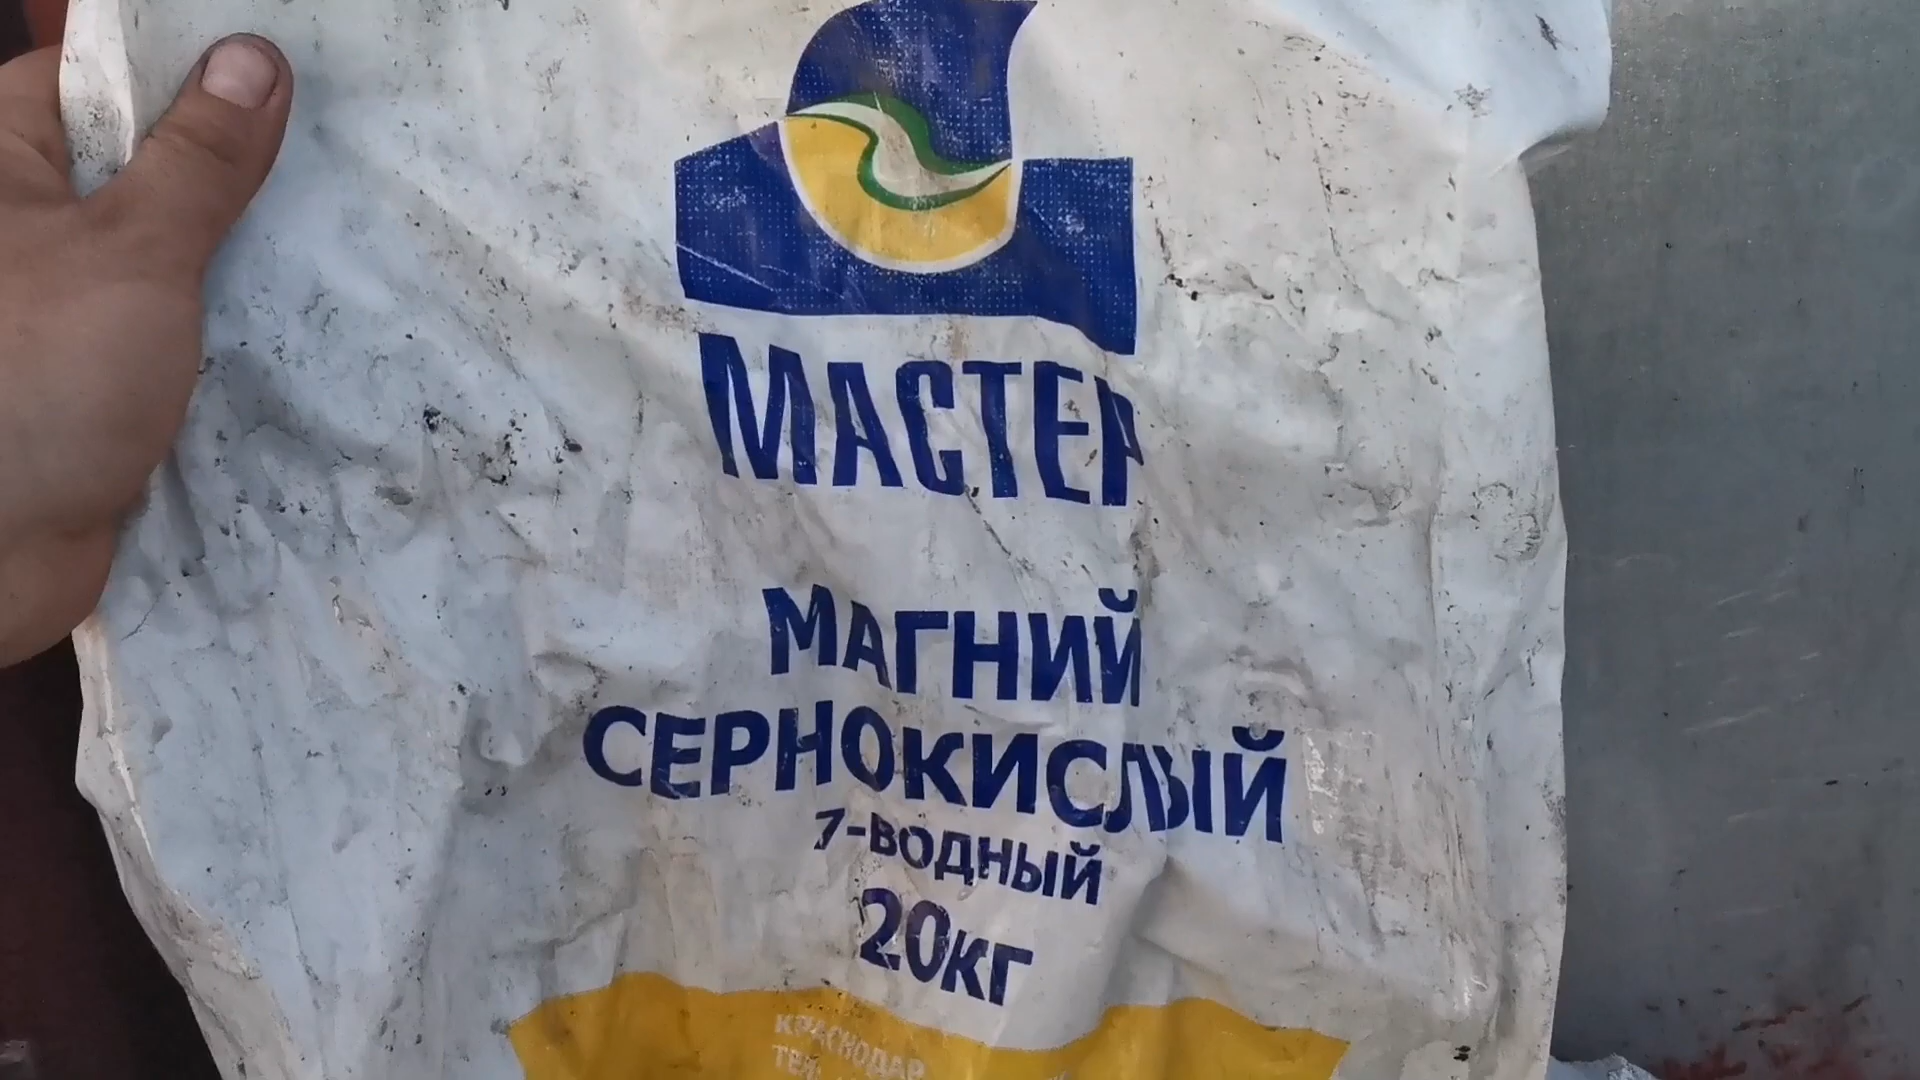 МАСТЕР
МАГНИЙ
СЕРНОКИСЛЫЙ
7-ВОДНЫЙ
20КГ
КРАСНОДАР